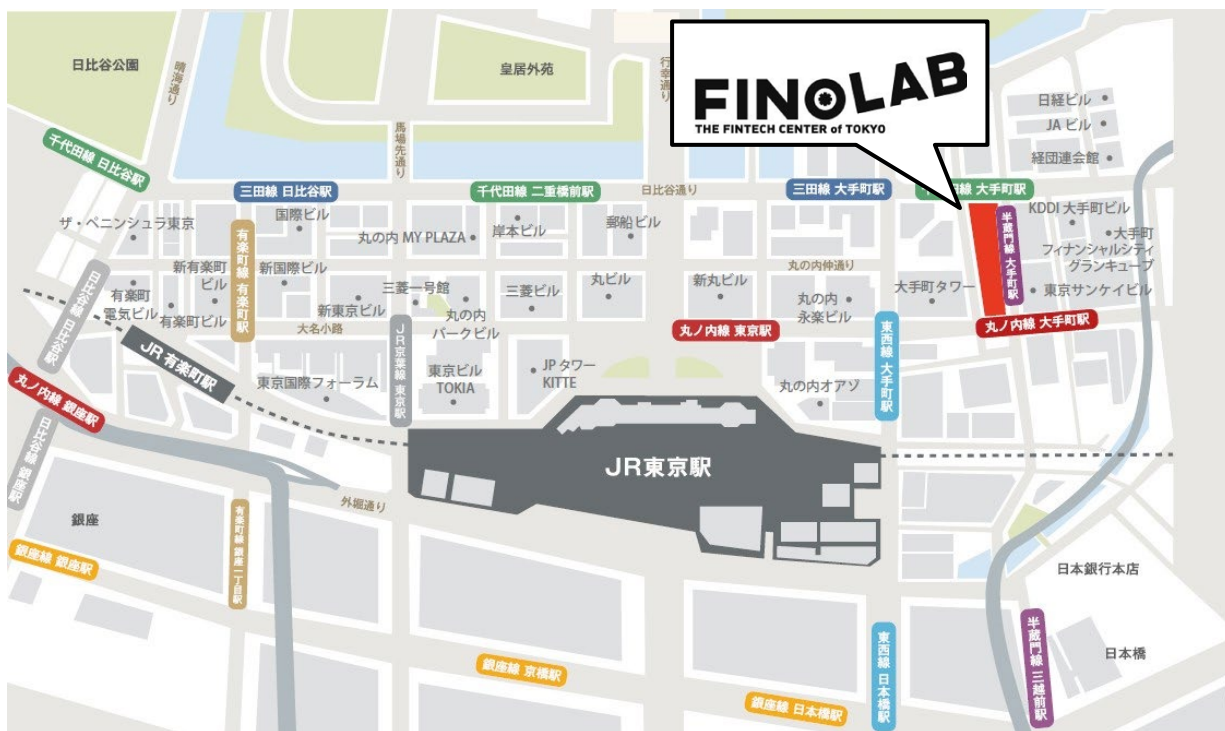 日比谷公園
晴海通り
皇居外苑
行幸通り
FINOLAB
THE FINTECH CENTER of TOKYO
日経ビル
JAビル
経団連会館
千代田線 日比谷駅
馬場先通り
三田線 日比谷駅
千代田線 二重橋前駅
日比谷通り
三田線 大手町駅
田線 大手町駅
ザ・ペニンシュラ東京
有楽町線 有楽町駅
国際ビル
丸の内 MY PLAZA
岸本ビル
郵船ビル
半蔵門線 大手町駅
KDDI 大手町ビル
大手町
フィナンシャルシティ
グランキューブ
日比谷線 日比谷駅
新有楽町
ビル
新国際ビル
丸の内仲通り
有楽町
電気ビル
有楽町ビル
新東京ビル
三菱一号館
丸の内
パークビル
三菱ビル
丸ビル
新丸ビル
丸の内
永楽ビル
大手町タワー
東京サンケイビル
大名小路
JR京葉線 東京駅
丸ノ内線 東京駅
東西線 大手町駅
丸ノ内線 大手町駅
JR 有楽町駅
東京国際フォーラム
東京ビル
TOKIA
JPタワー
KITTE
丸の内オアゾ
丸ノ内線 銀座駅
日比谷線 銀座駅
JR東京駅
外堀通り
銀座
有楽町線 銀座一丁目駅
銀座線 銀座駅
日本銀行本店
銀座線 京橋駅
東西線 日本橋駅
半蔵門線 三越前駅
日本橋
銀座線 日本橋駅